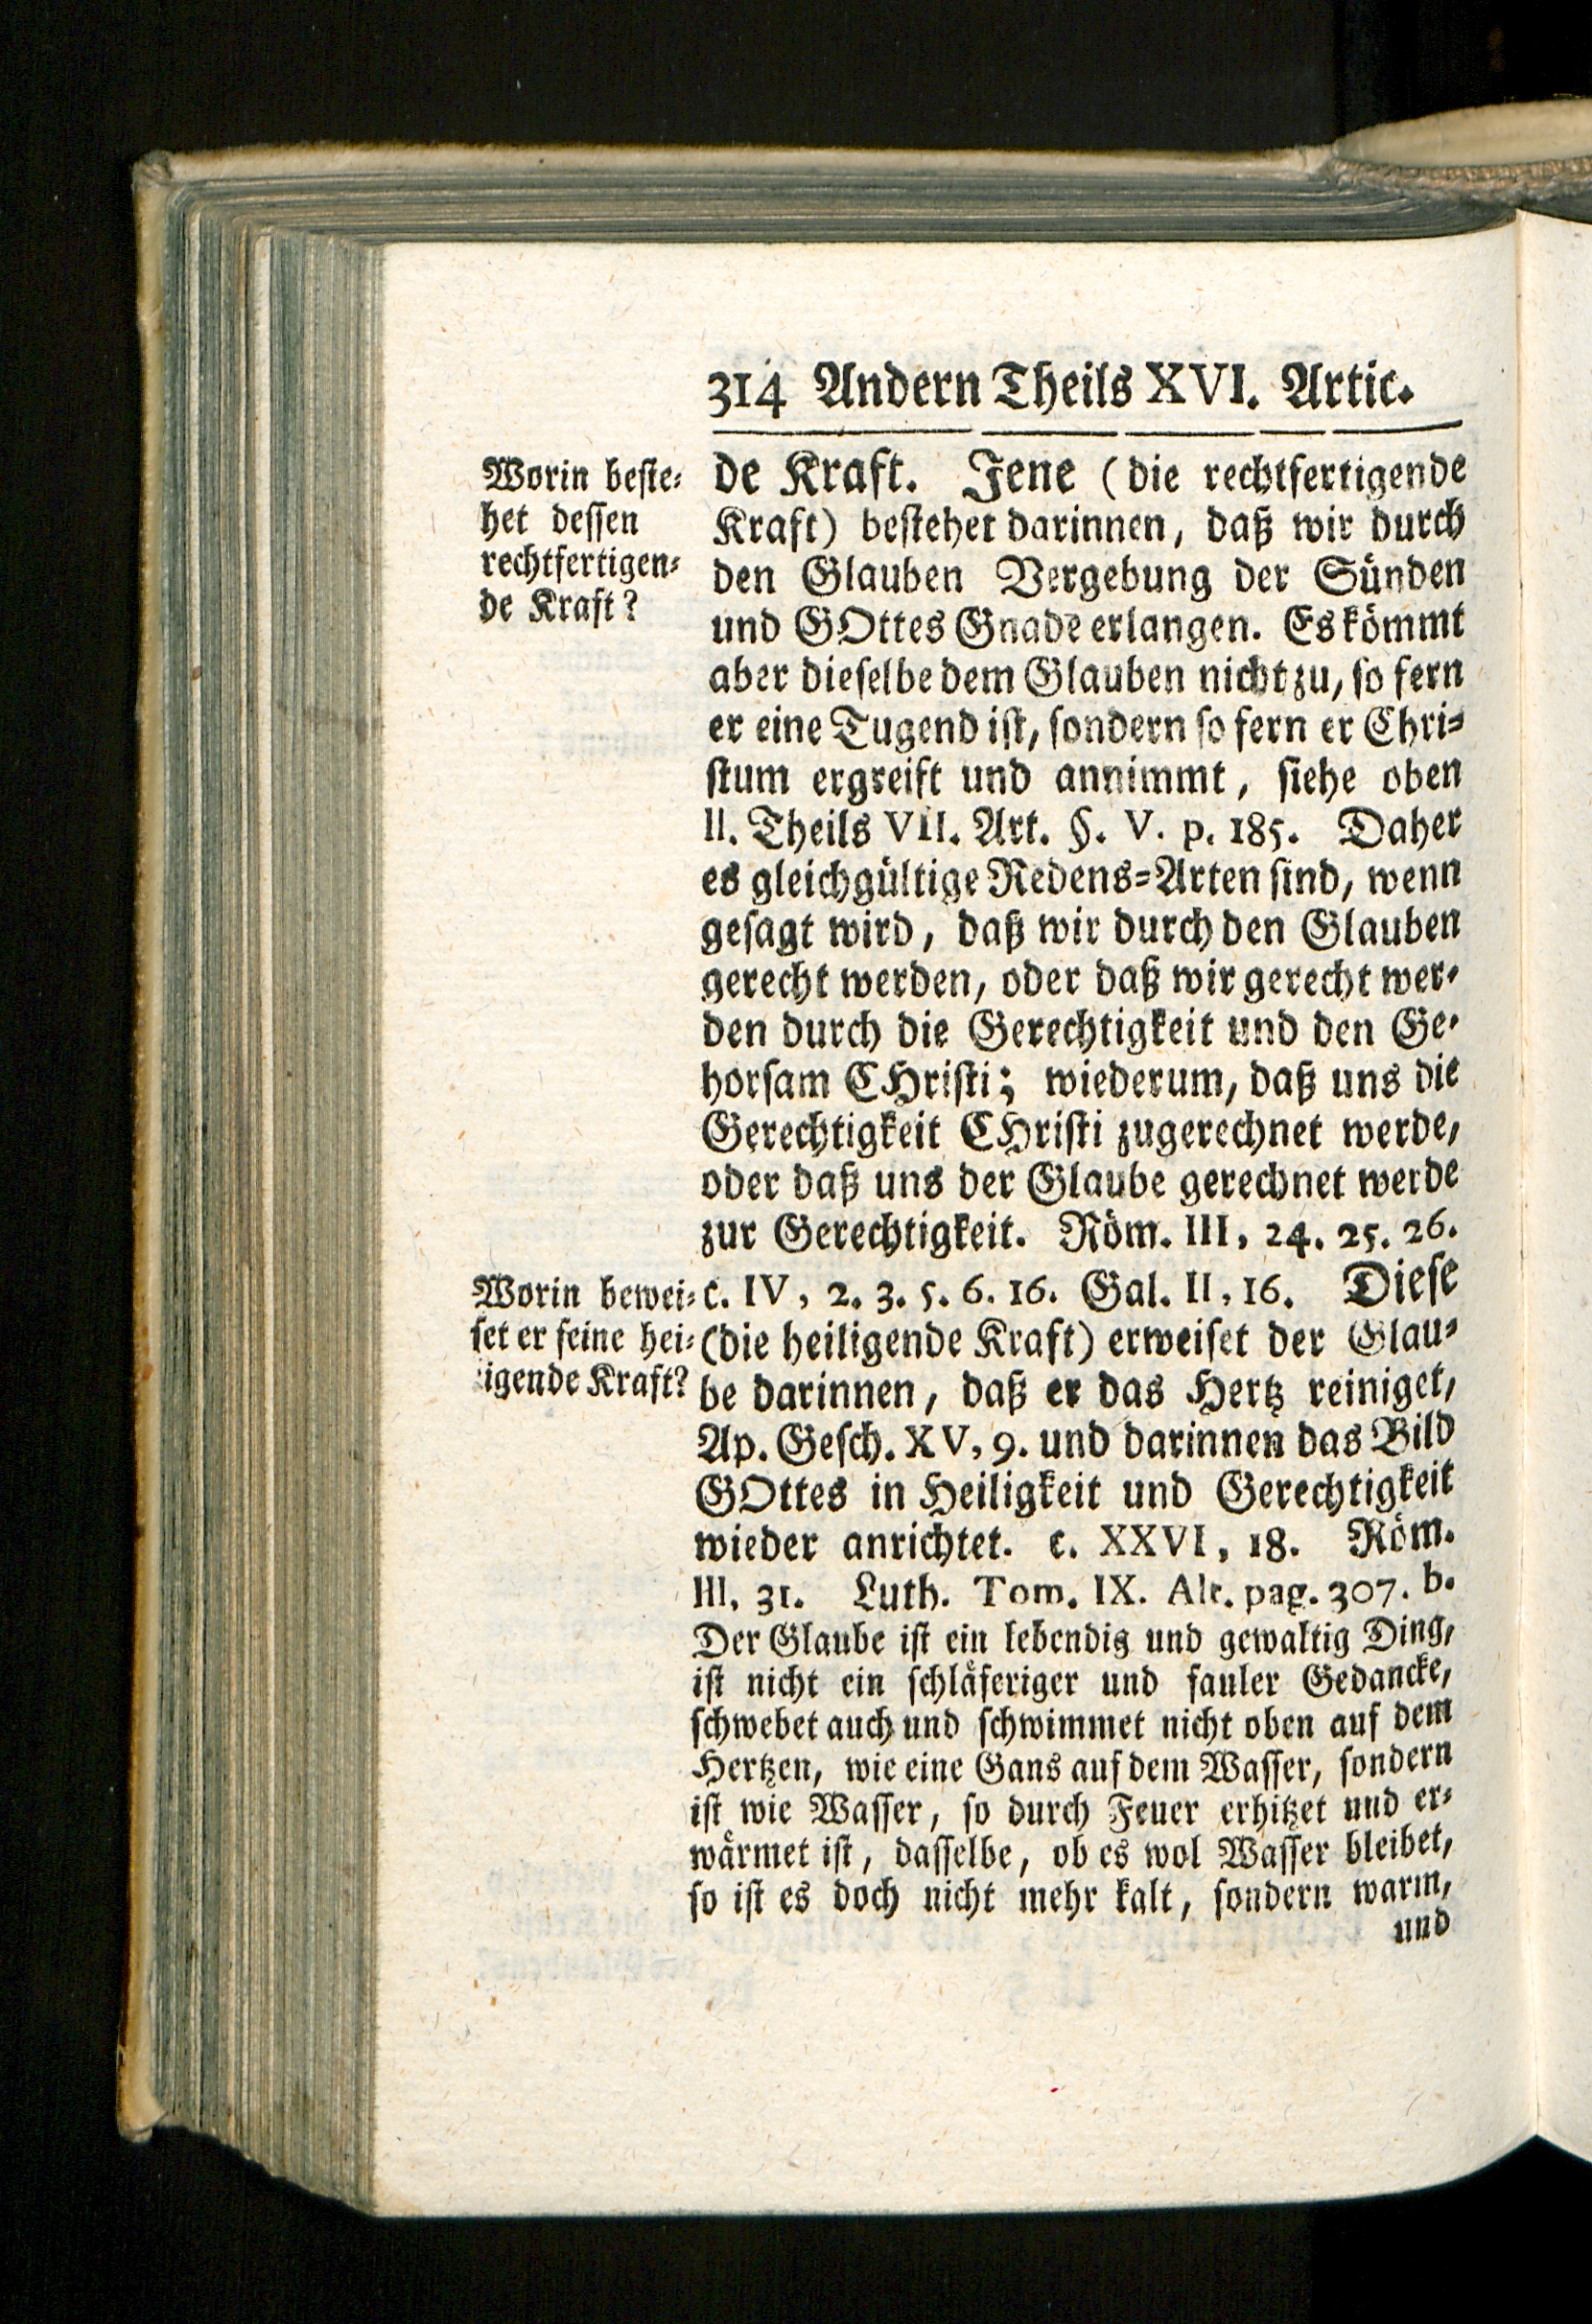 314 Andern Theils XVI. Artic.
Worin beste-
het dessen
rechtfertigen-
de Kraft?
de Kraft. Jene (die rechtfertigende
Kraft) bestehet darinnen, daß wir durch
den Glauben Vergebung der Sünden
und GOttes Gnade erlangen. Es kömmt
aber dieselbe dem Glauben nicht zu, so fern
er eine Tugend ist, sondern so fern er Chri-
stum ergreift und annimmt, siehe oben
II. Theils VII. Art. §. V. p. 185. Daher
es gleichgültige Redens-Arten sind, wenn
gesagt wird, daß wir durch den Glauben
gerecht werden, oder daß wir gerecht wer-
den durch die Gerechtigkeit und den Ge-
horsam CHristi; wiederum, daß uns die
Gerechtigkeit CHristi zugerechnet werde,
oder daß uns der Glaube gerechnet werde
zur Gerechtigkeit. Röm. III, 24. 25. 26.
Worin bewei-
set er seine hei-
ligende Kraft?
c. IV, 2. 3. 5. 6. 16. Gal. II, 16. Diese
(die heiligende Kraft) erweiset der Glau-
be darinnen, daß er das Hertz reiniget,
Ap. Gesch. XV, 9. und darinnen das Bild
GOttes in Heiligkeit und Gerechtigkeit
wieder anrichtet. c. XXVI, 18. Röm.
III, 31. Luth. Tom. IX. Alt. pag. 307. b.
Der Glaube ist ein lebendig und gewaltig Ding,
ist nicht ein schläferiger und fauler Gedancke,
schwebet auch und schwimmet nicht oben auf dem
Hertzen, wie eine Gans auf dem Wasser, sondern
ist wie Wasser, so durch Feuer erhitzet und er-
wärmet ist, dasselbe, ob es wol Wasser bleibet,
so ist es doch nicht mehr kalt, sondern warm,
und